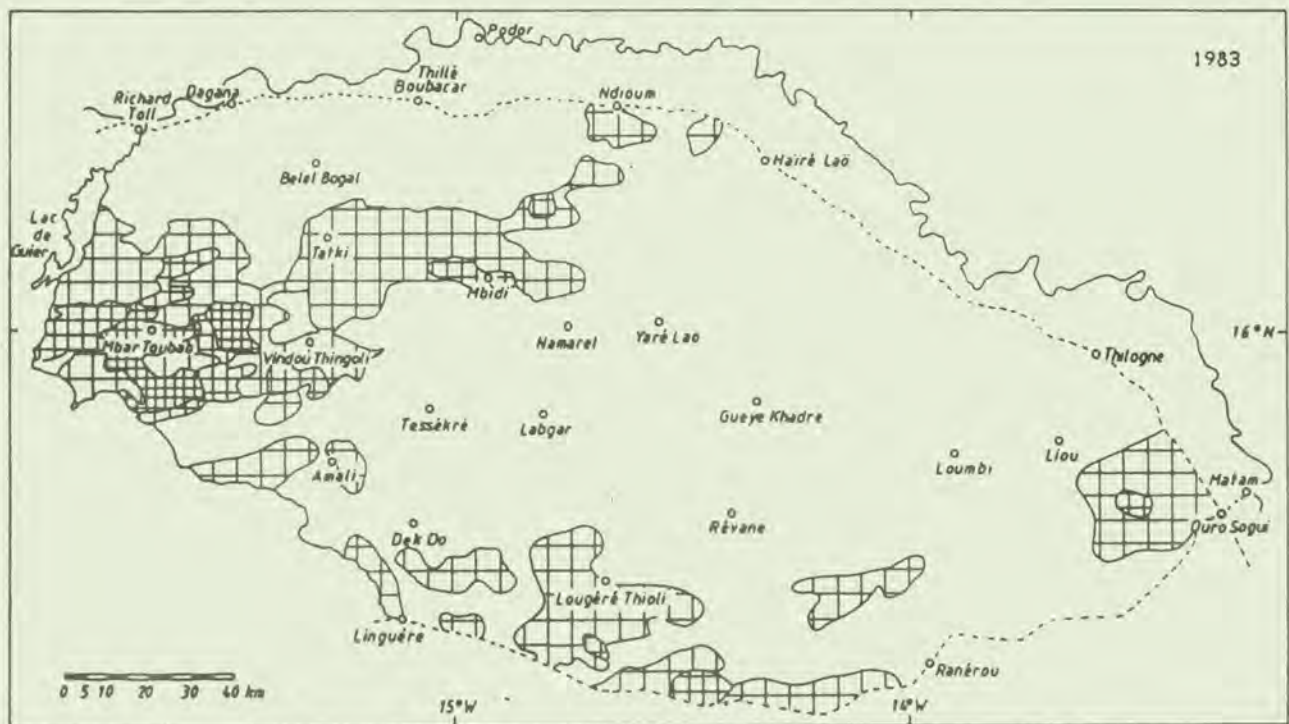 1983
Podor
Thillé
Boubacar
Dagana
Richard
Toll
Ndioum
Haïré Laö
Belel Bogal
Lac
de
Guier
Tatki
Mbidi
16°N
Mbar Toubab
Vindou Thingoli
Namarel
Yaré Lao
Thilogne
Tessékré
Labgar
Gueye Khadre
Amali
Loumbi
Liou
Matam
Ouro Sogui
Dek Do
Révane
Lougéré Thioli
Linguère
Ranérou
0 5 10 20 30 40 km
15°W
14°W